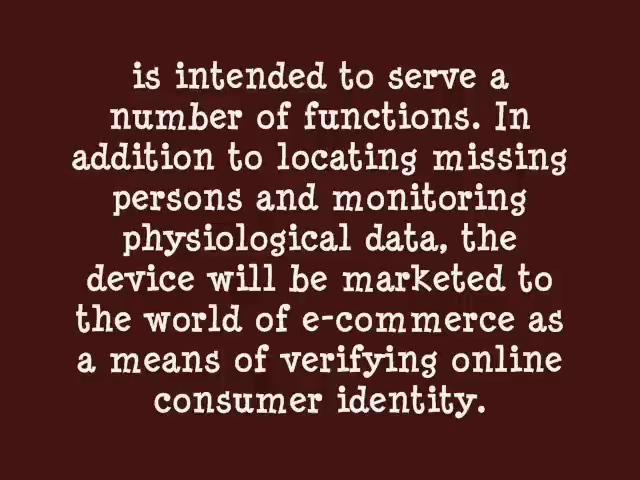 is intended to serve a
number of functions. In
addition to locating missing
persons and monitoring
physiological data, the
device will be marketed to
the world of e-commerce as
a means of verifying online
consumer identity.